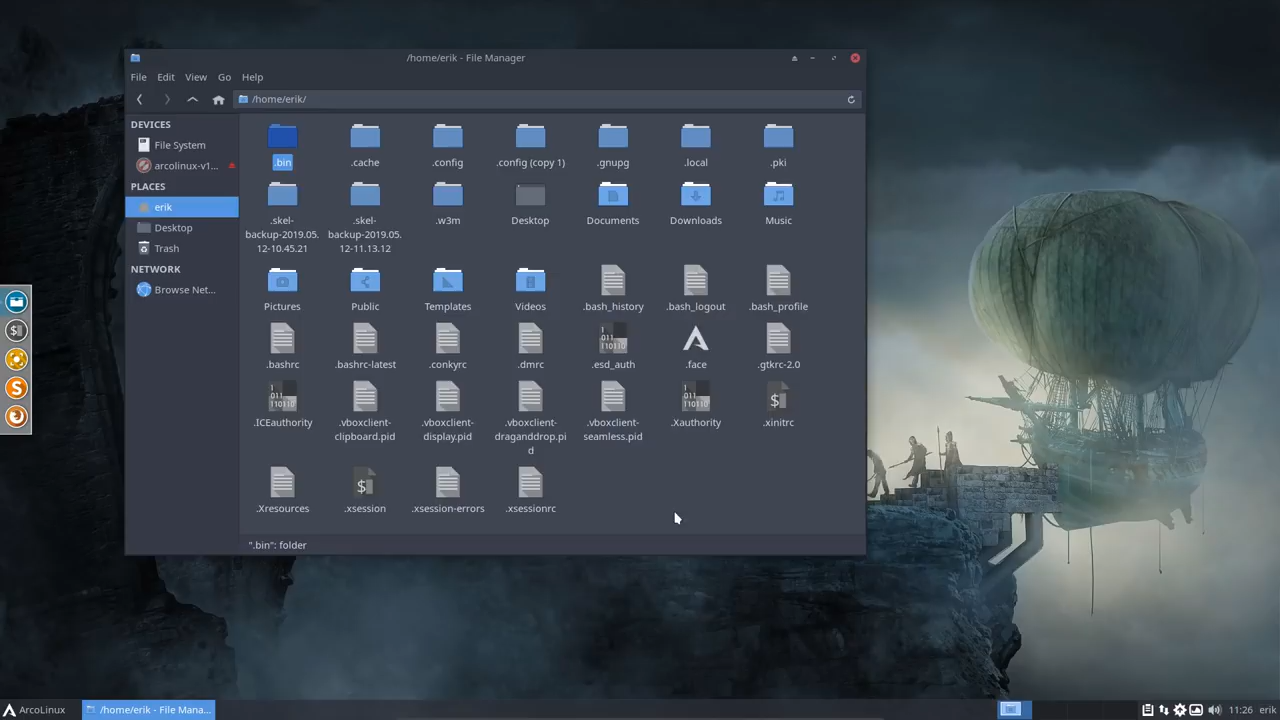 /home/erik - File Manager
File Edit View Go Help
/home/erik/
DEVICES
File System
arcolinux-v1...
PLACES
erik
Desktop
Trash
NETWORK
Browse Net...
.bin
.cache
.config
.config (copy 1)
.gnupg
.local
.pki
.skel-
backup-2019.05.
12-10.45.21
.skel-
backup-2019.05.
12-11.13.12
.w3m
Desktop
Documents
Downloads
Music
Pictures
Public
Templates
Videos
.bash_history
.bash_logout
.bash_profile
.bashrc
.bashrc-latest
.conkyrc
.dmrc
.esd_auth
.face
.gtkrc-2.0
.ICEauthority
.vboxclient-
clipboard.pid
.vboxclient-
display.pid
.vboxclient-
draganddrop.pi
d
.vboxclient-
seamless.pid
.Xauthority
.xinitrc
.Xresources
.xsession
.xsession-errors
.xsessionrc
".bin": folder
ArcoLinux
/home/erik - File Mana...
11:26 erik